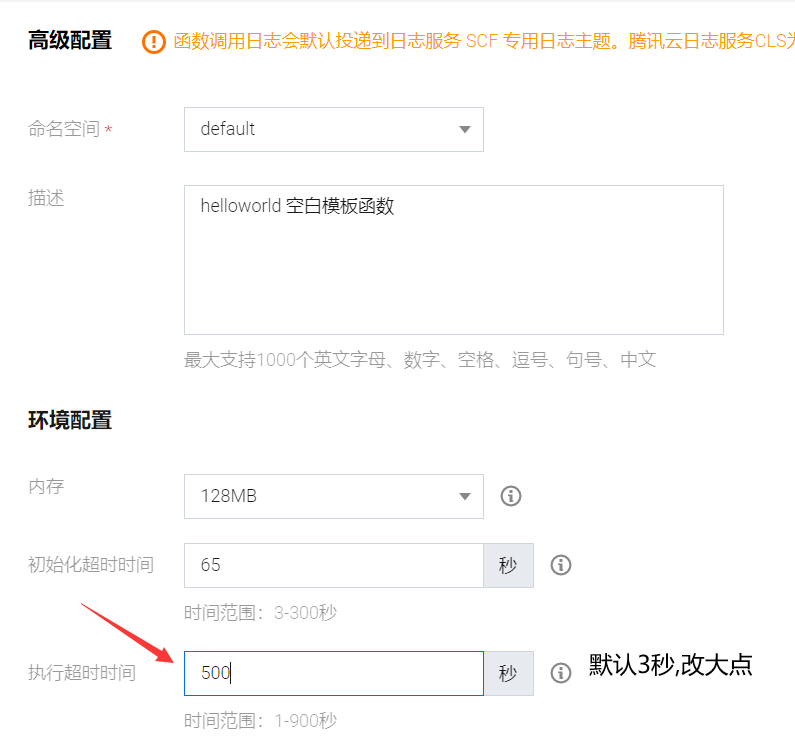 高级配置
函数调用日志会默认投递到日志服务 SCF 专用日志主题。腾讯云日志服务CLS为
命名空间 *
default
描述
helloworld 空白模板函数
最大支持1000个英文字母、数字、空格、逗号、句号、中文
环境配置
内存
128MB
初始化超时时间
65
秒
时间范围：3-300秒
执行超时时间
500
秒
默认3秒,改大点
时间范围：1-900秒